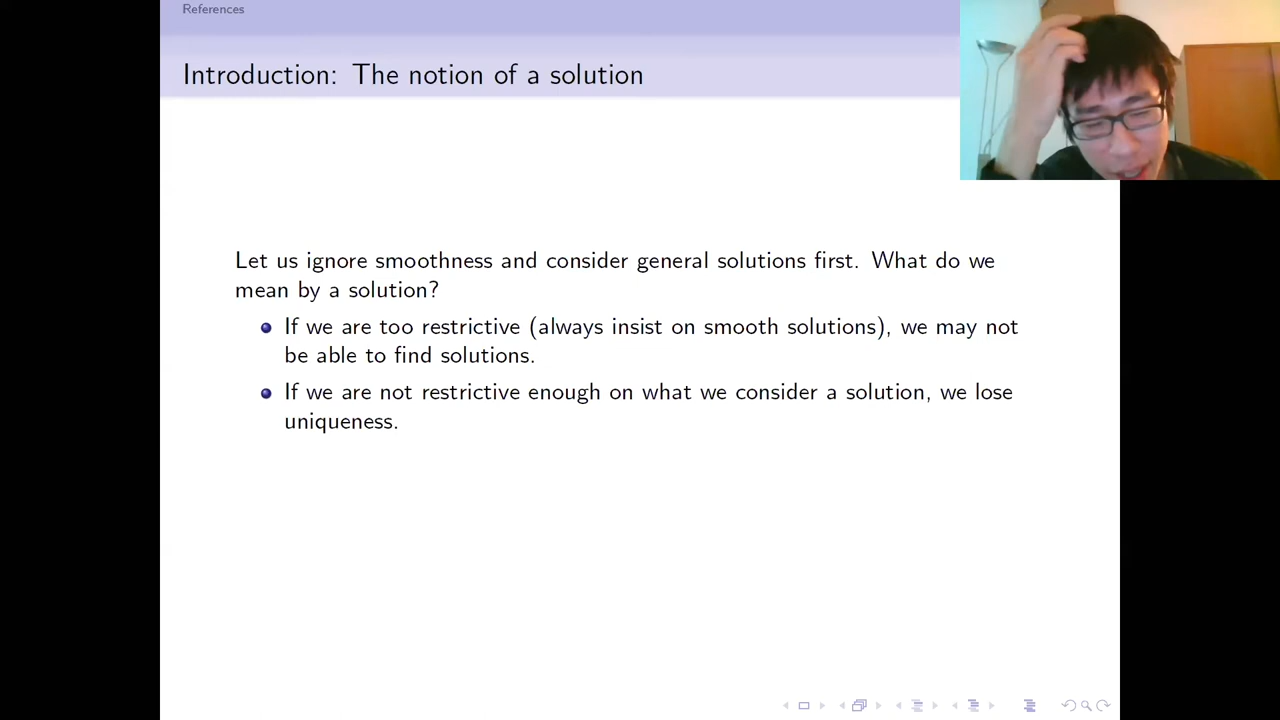 References
Introduction: The notion of a solution
Let us ignore smoothness and consider general solutions first. What do we
mean by a solution?
If we are too restrictive (always insist on smooth solutions), we may not
be able to find solutions.
If we are not restrictive enough on what we consider a solution, we lose
uniqueness.